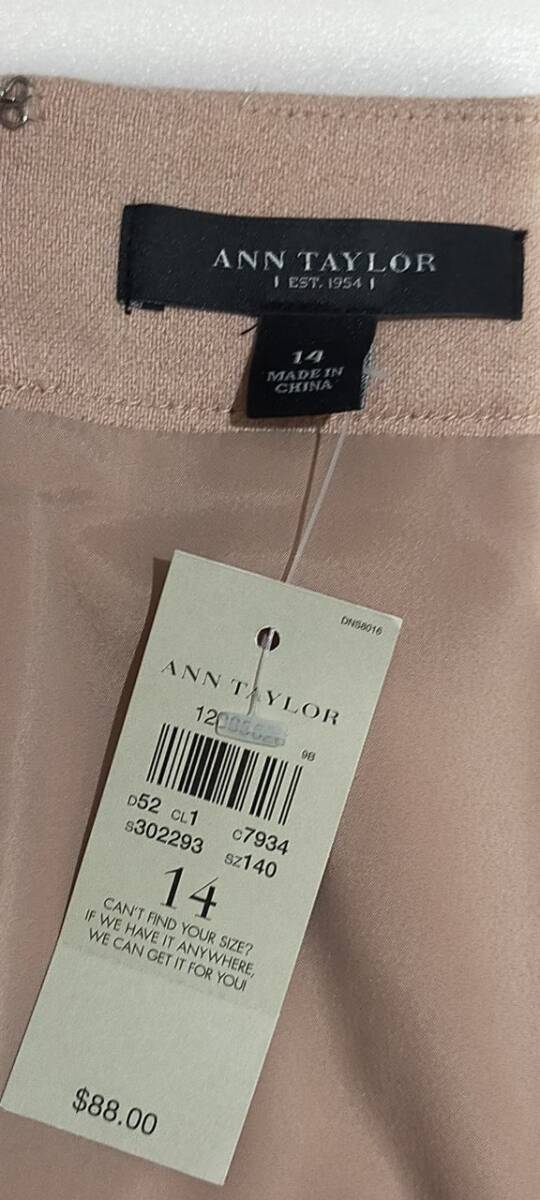 ANN TAYLOR
EST. 1954
14
MADE IN
CHINA
DNS8016
ANN TAYLOR
9B
D52 CL1 C7934
S302293 SZ140
14
CAN'T FIND YOUR SIZE?
IF WE HAVE IT ANYWHERE,
WE CAN GET IT FOR YOU!
$88.00